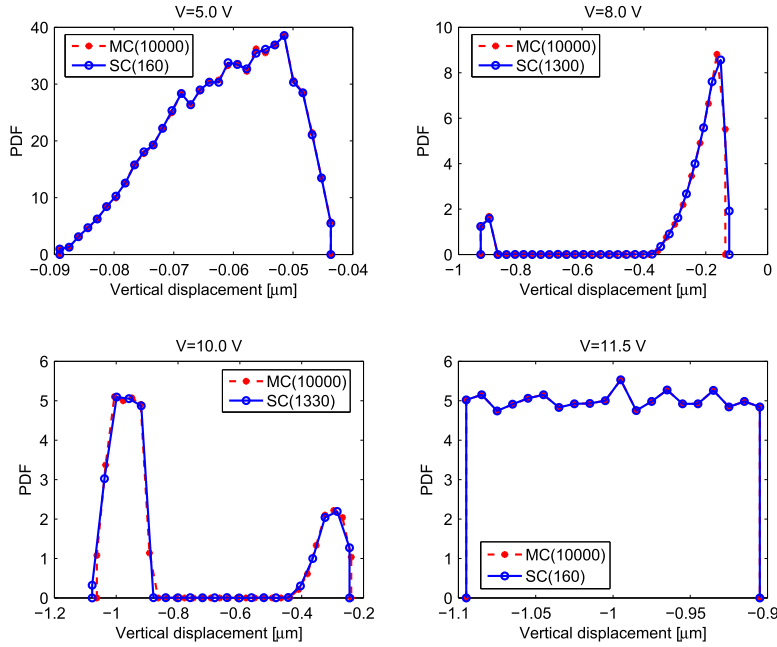 V=5.0 V
40
30
20
10
0
PDF
MC(10000)
SC(160)
−0.09
−0.08
−0.07
−0.06
−0.05
−0.04
Vertical displacement [μm]
V=8.0 V
10
8
6
4
2
0
PDF
MC(10000)
SC(1300)
−1
−0.8
−0.6
−0.4
−0.2
0
Vertical displacement [μm]
V=10.0 V
6
5
4
3
2
1
0
PDF
MC(10000)
SC(1330)
−1.2
−1
−0.8
−0.6
−0.4
−0.2
Vertical displacement [μm]
V=11.5 V
6
5
4
3
2
1
0
PDF
MC(10000)
SC(160)
−1.1
−1.05
−1
−0.95
−0.9
Vertical displacement [μm]